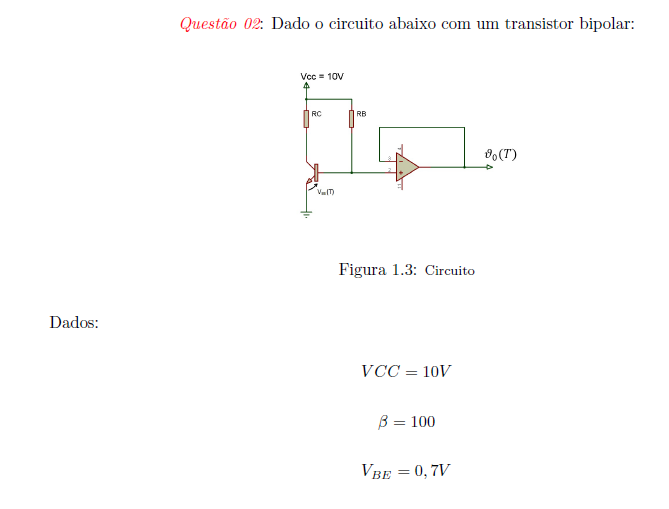 Questão 02: Dado o circuito abaixo com um transistor bipolar:
Vcc = 10V
RC
RB
ϑ₀(T)
Figura 1.3: Circuito
Dados:
VCC = 10V
β = 100
V_BE = 0,7V